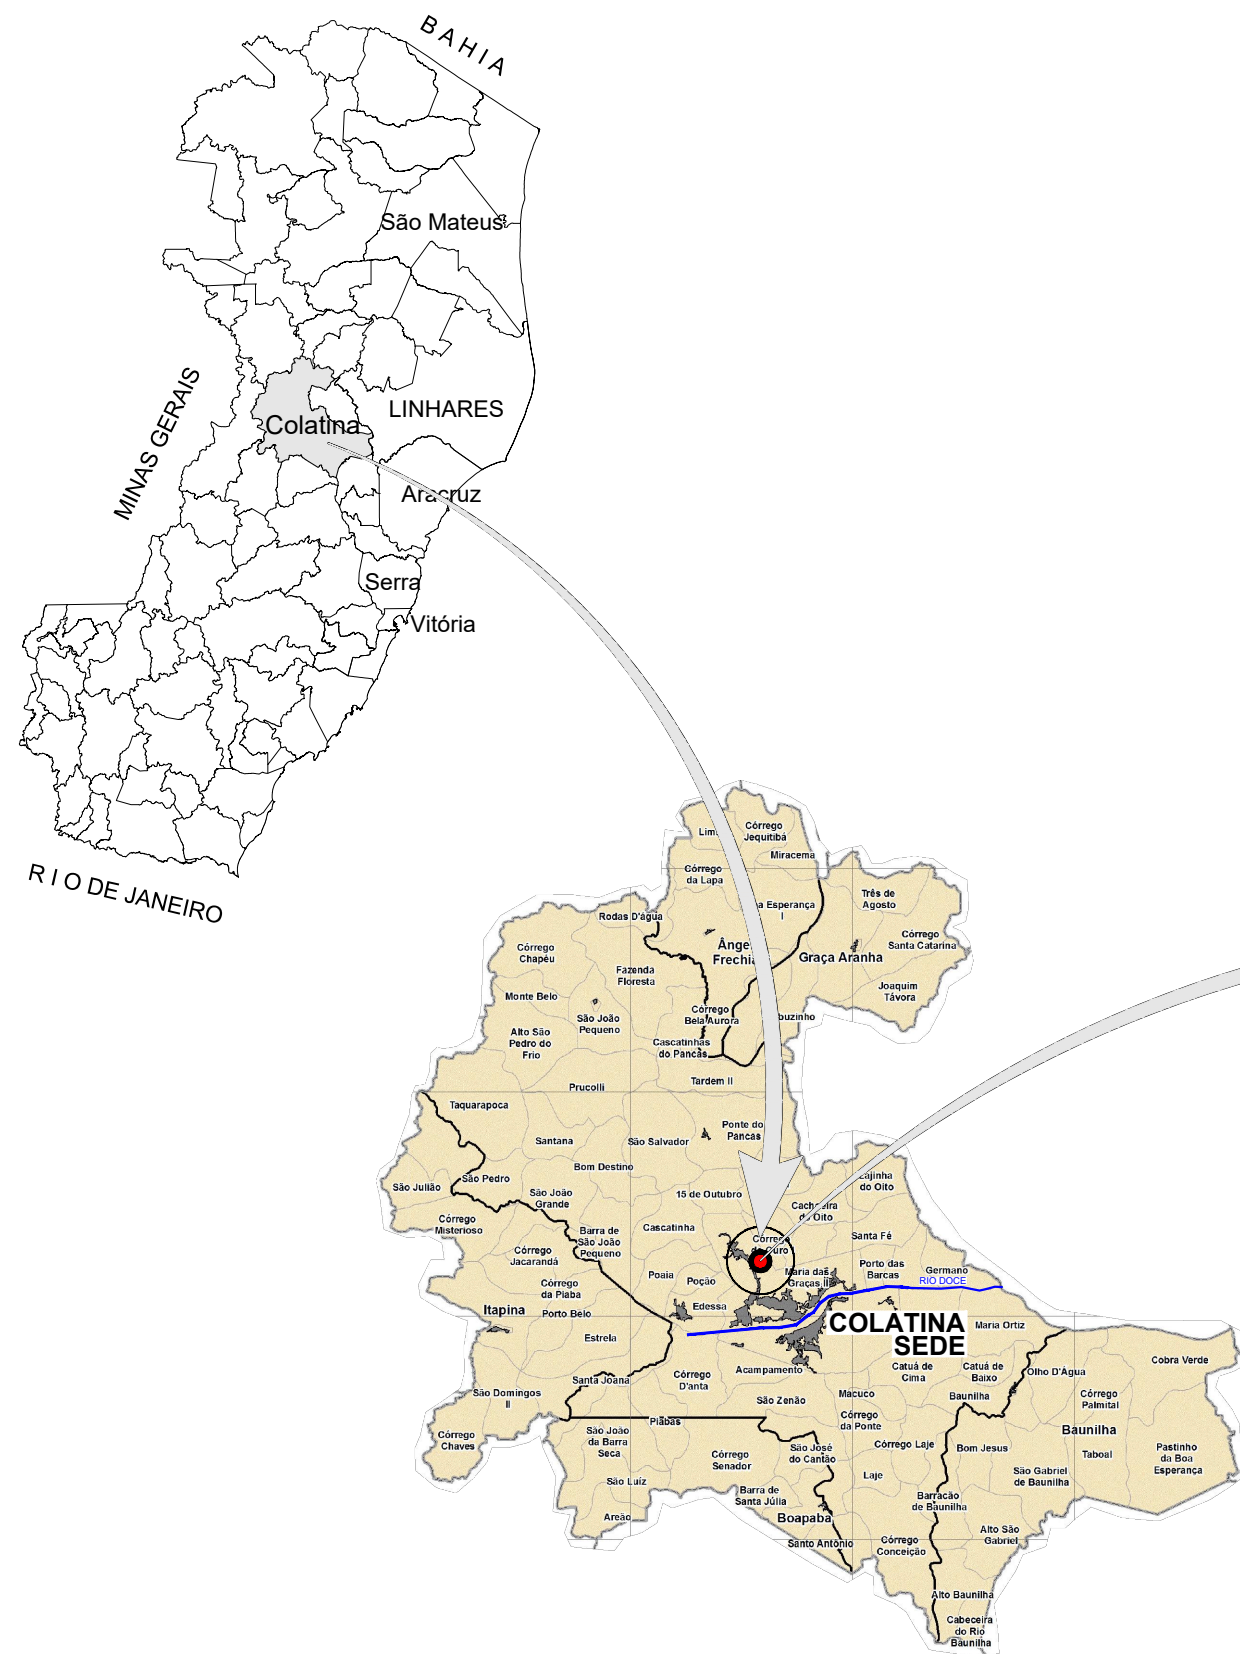 BAHIA
São Mateus
MINAS GERAIS
LINHARES
Colatina
Aracruz
Serra
Vitória
RIO DE JANEIRO
Córrego
Jequitibá
Miracema
Córrego
da Lapa
Três de
Agosto
a Esperança
I
Rodas D'água
Córrego
Santa Catarina
Córrego
Chapéu
Graça Aranha
Fazenda
Floresta
Joaquim
Távora
Monte Belo
São João
Pequeno
Córrego
Bela Aurora
Alto São
Pedro do
Frio
Cascatinhas
do Pancas
Tardem II
Prucolli
Taquarapoca
Ponte do
Pancas
Santana
São Salvador
Bom Destino
São Pedro
São Julião
15 de Outubro
São João
Grande
Córrego
Misterioso
Cascatinha
Santa Fé
Barra de
São João
Pequeno
Córrego
Jacarandá
Porto das
Barcas
Germano
RIO DOCE
Maria das
Graças II
Poaia
Poção
Córrego
da Piaba
Edessa
Itapina
Porto Belo
COLATINA
SEDE
Maria Ortiz
Estrela
Cobra Verde
Acampamento
Catuá de
Cima
Catuá de
Baixo
Olho D'Água
Córrego
D'anta
Santa Joana
São Domingos
II
São Zenão
Macuco
Baunilha
Córrego
Palmital
Córrego
da Ponte
Piabas
Baunilha
São João
da Barra
Seca
Córrego
Chaves
Córrego
Senador
São José
do Cantão
Córrego Laje
Bom Jesus
Taboal
Pastinho
da Boa
Esperança
São Luíz
Laje
São Gabriel
de Baunilha
Barra de
Santa Júlia
Barracão
de Baunilha
Areão
Boapaba
Santo Antônio
Córrego
Conceição
Alto São
Gabriel
Alto Baunilha
Cabeceira
do Rio
Baunilha